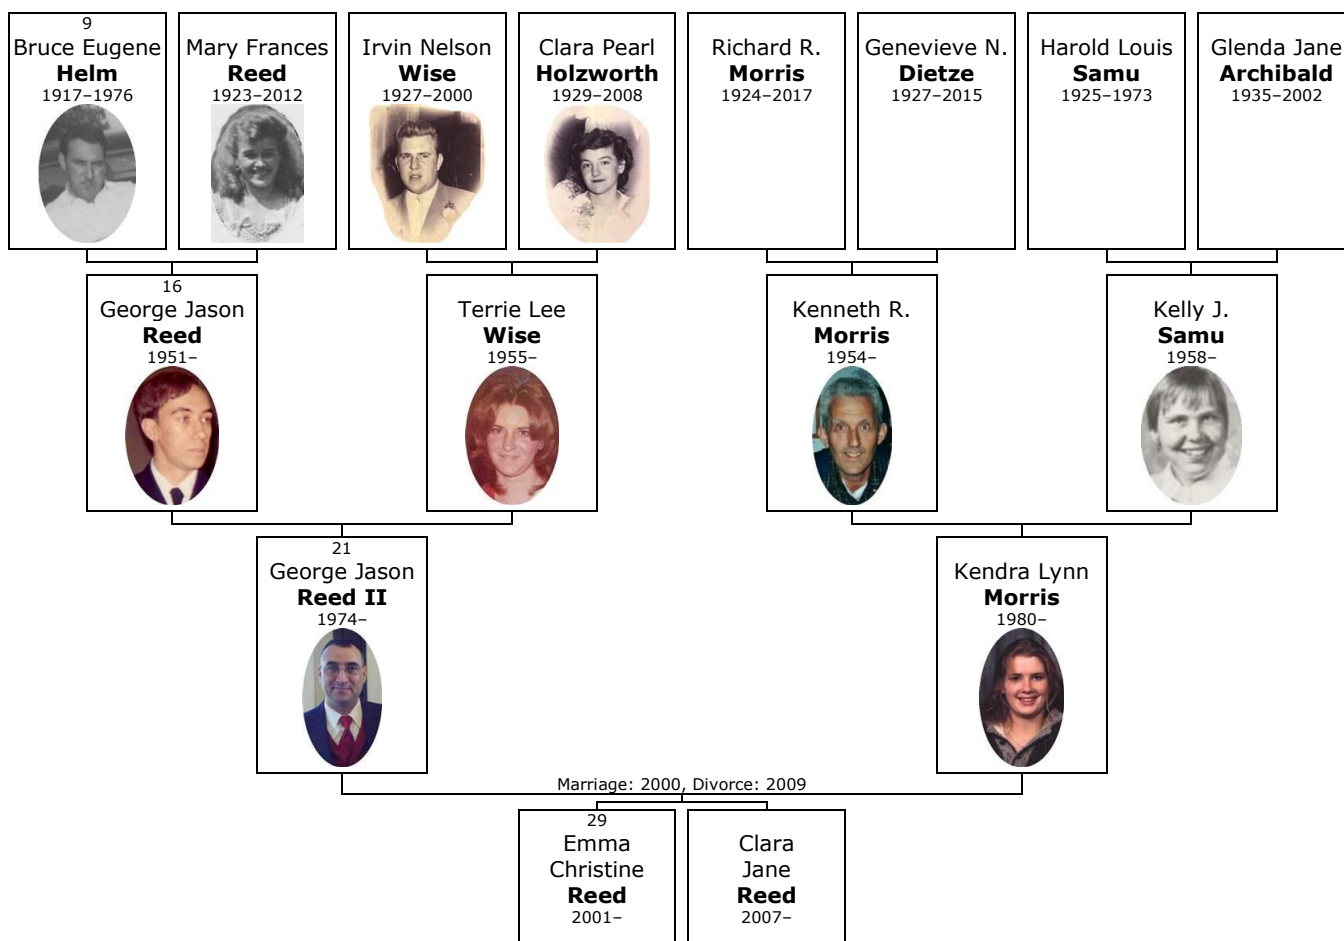 9
Bruce Eugene
Helm
1917–1976
Mary Frances
Reed
1923–2012
Irvin Nelson
Wise
1927–2000
Clara Pearl
Holzworth
1929–2008
Richard R.
Morris
1924–2017
Genevieve N.
Dietze
1927–2015
Harold Louis
Samu
1925–1973
Glenda Jane
Archibald
1935–2002
16
George Jason
Reed
1951–
Terrie Lee
Wise
1955–
Kenneth R.
Morris
1954–
Kelly J.
Samu
1958–
21
George Jason
Reed II
1974–
Kendra Lynn
Morris
1980–
Marriage: 2000, Divorce: 2009
29
Emma
Christine
Reed
2001–
Clara
Jane
Reed
2007–